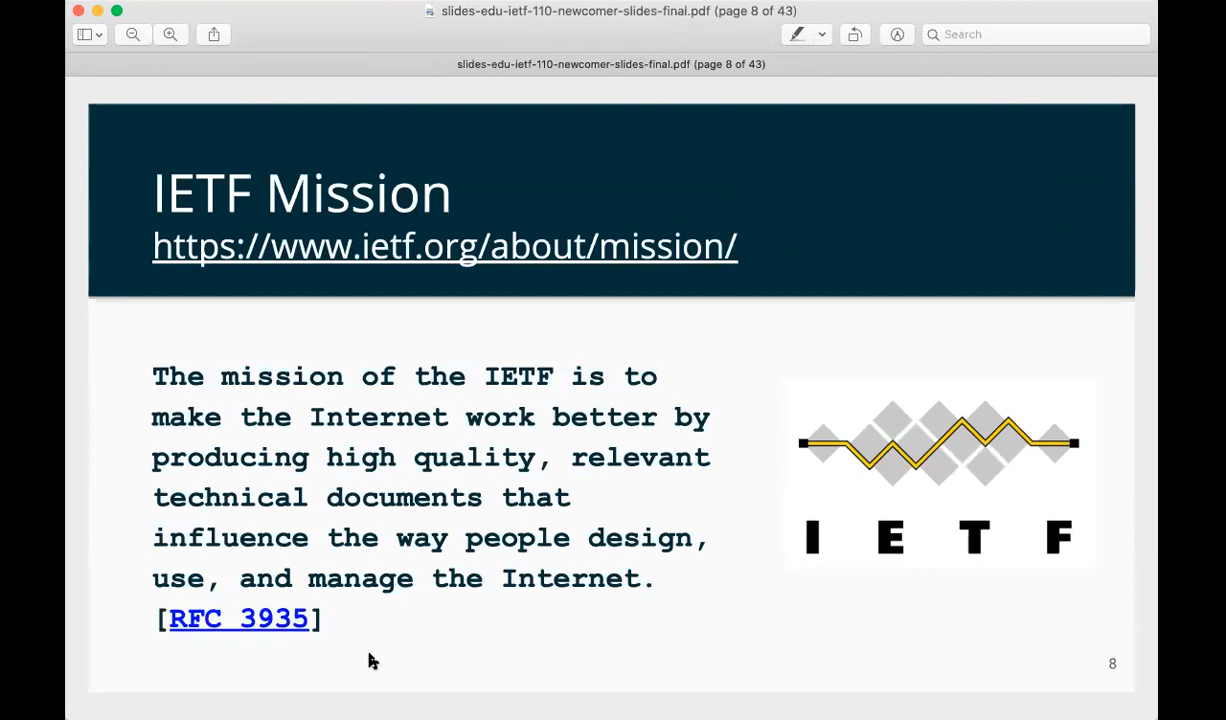 slides-edu-ietf-110-newcomer-slides-final.pdf (page 8 of 43)
Search
slides-edu-ietf-110-newcomer-slides-final.pdf (page 8 of 43)
IETF Mission
https://www.ietf.org/about/mission/
The mission of the IETF is to
make the Internet work better by
producing high quality, relevant
technical documents that
influence the way people design,
use, and manage the Internet.
[RFC 3935]
I E T F
8